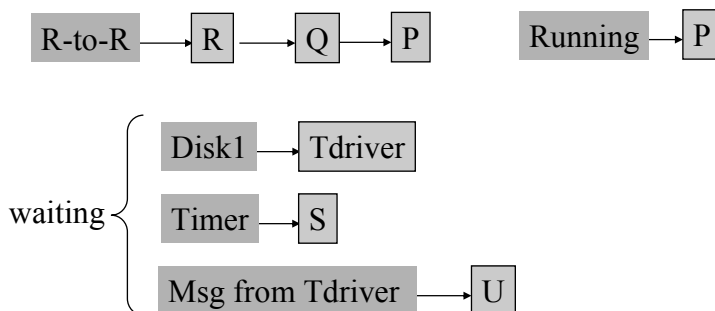 R-to-R R Q P Running P
Disk1 Tdriver
waiting Timer S
Msg from Tdriver U